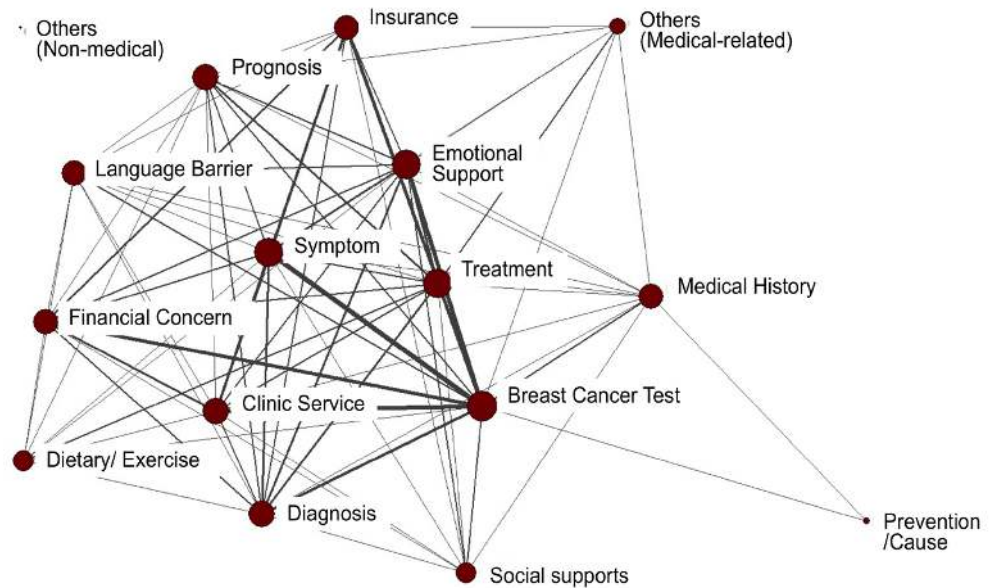 Others
(Non-medical)
Insurance
Others
(Medical-related)
Prognosis
Language Barrier
Emotional
Support
Symptom
Treatment
Medical History
Financial Concern
Breast Cancer Test
Clinic Service
Dietary/ Exercise
Diagnosis
Prevention
/Cause
Social supports